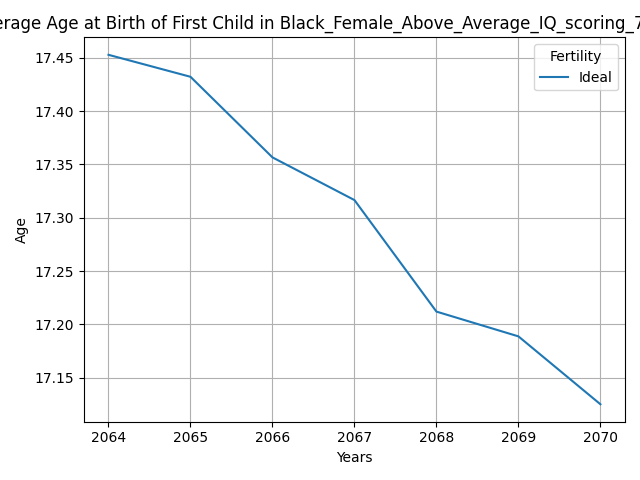 erage Age at Birth of First Child in Black_Female_Above_Average_IQ_scoring_7
Fertility
Ideal
17.45
17.40
17.35
17.30
17.25
17.20
17.15
Age
2064 2065 2066 2067 2068 2069 2070
Years